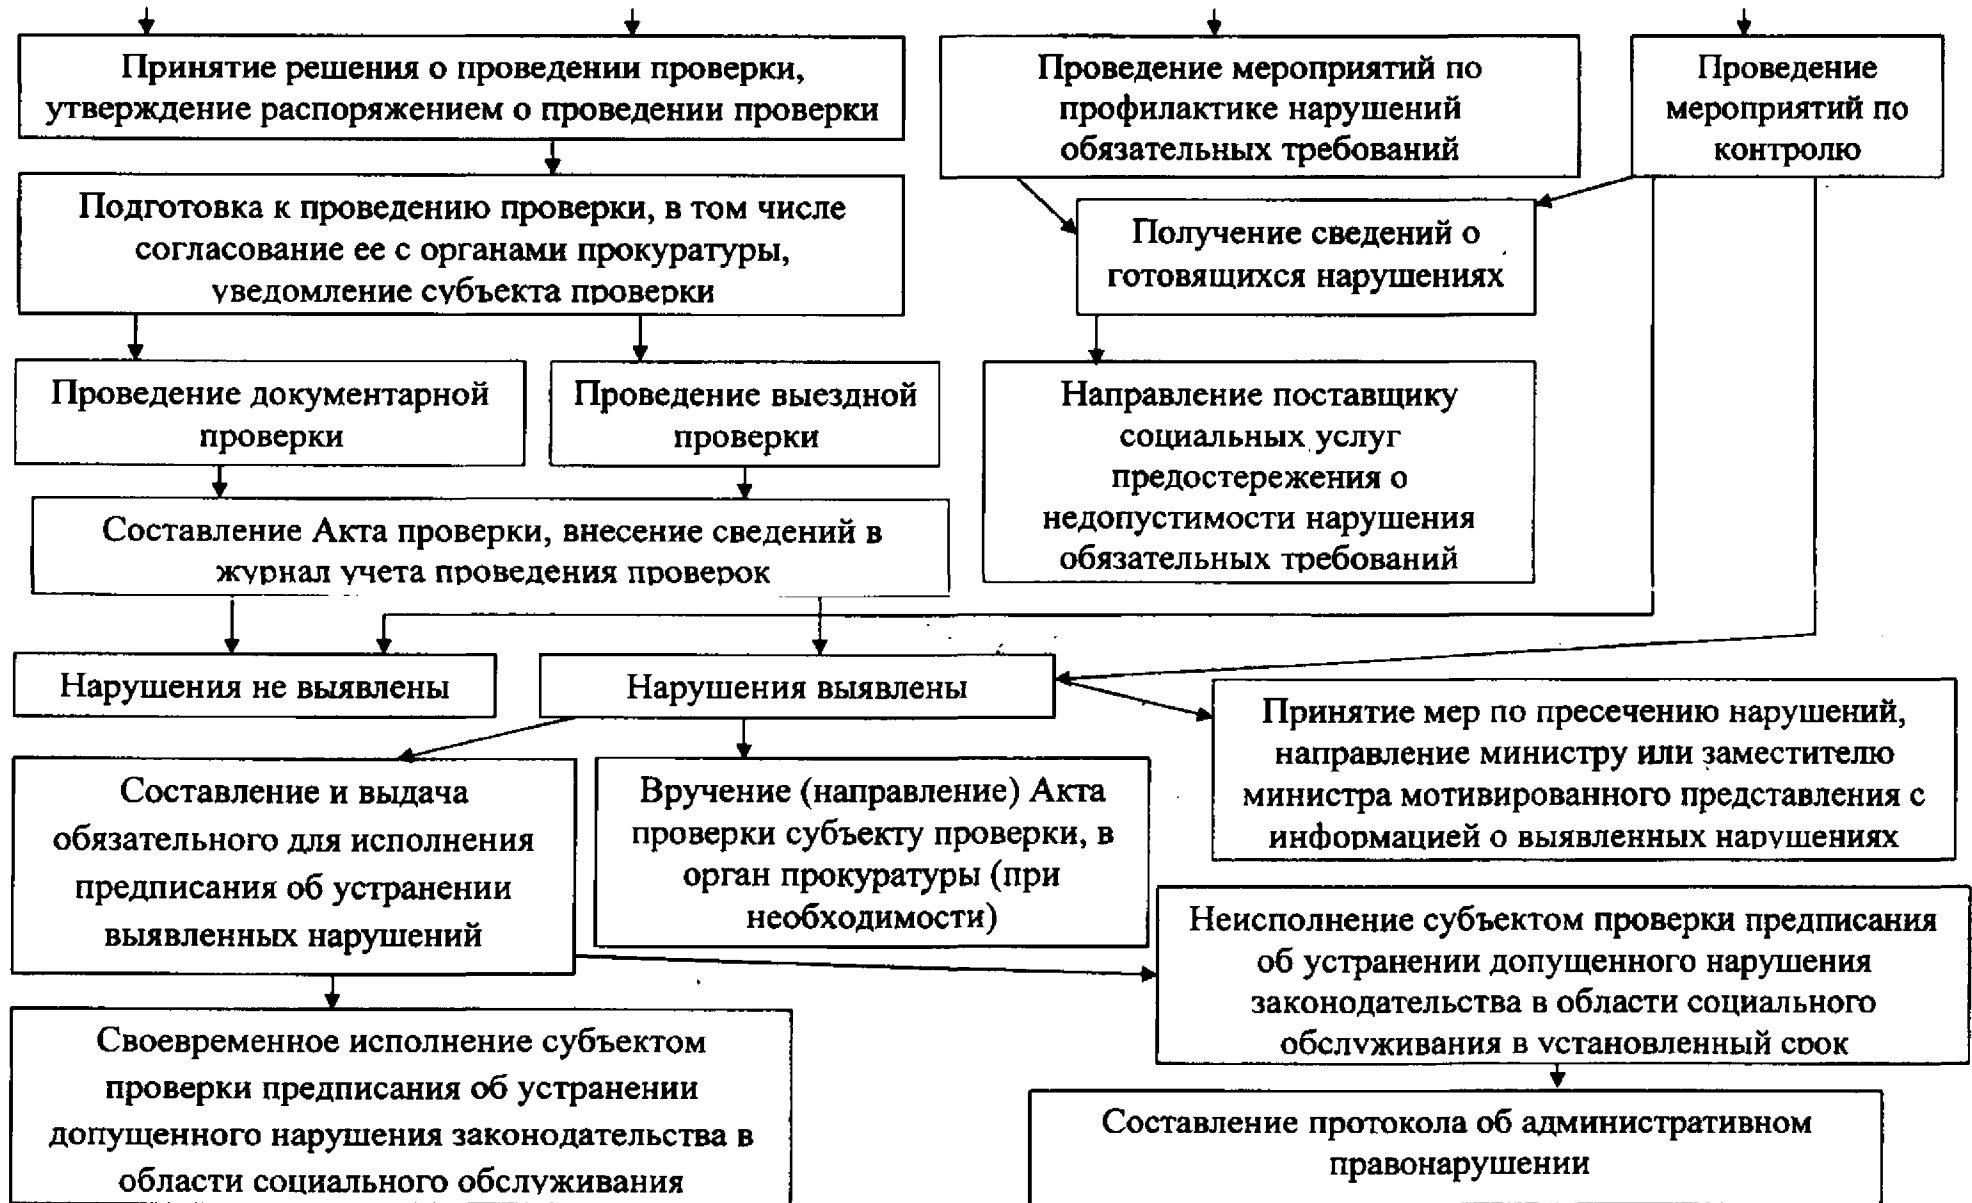 Принятие решения о проведении проверки,
утверждение распоряжением о проведении проверки
Проведение мероприятий по
профилактике нарушений
обязательных требований
Проведение
мероприятий по
контролю
Подготовка к проведению проверки, в том числе
согласование ее с органами прокуратуры,
уведомление субъекта проверки
Получение сведений о
готовящихся нарушениях
Проведение документарной
проверки
Проведение выездной
проверки
Направление поставщику
социальных услуг
предостережения о
недопустимости нарушения
обязательных требований
Составление Акта проверки, внесение сведений в
журнал учета проведения проверок
Нарушения не выявлены
Нарушения выявлены
Принятие мер по пресечению нарушений,
направление министру или заместителю
министра мотивированного представления с
информацией о выявленных нарушениях
Составление и выдача
обязательного для исполнения
предписания об устранении
выявленных нарушений
Вручение (направление) Акта
проверки субъекту проверки, в
орган прокуратуры (при
необходимости)
Неисполнение субъектом проверки предписания
об устранении допущенного нарушения
законодательства в области социального
обслуживания в установленный срок
Своевременное исполнение субъектом
проверки предписания об устранении
допущенного нарушения законодательства в
области социального обслуживания
Составление протокола об административном
правонарушении